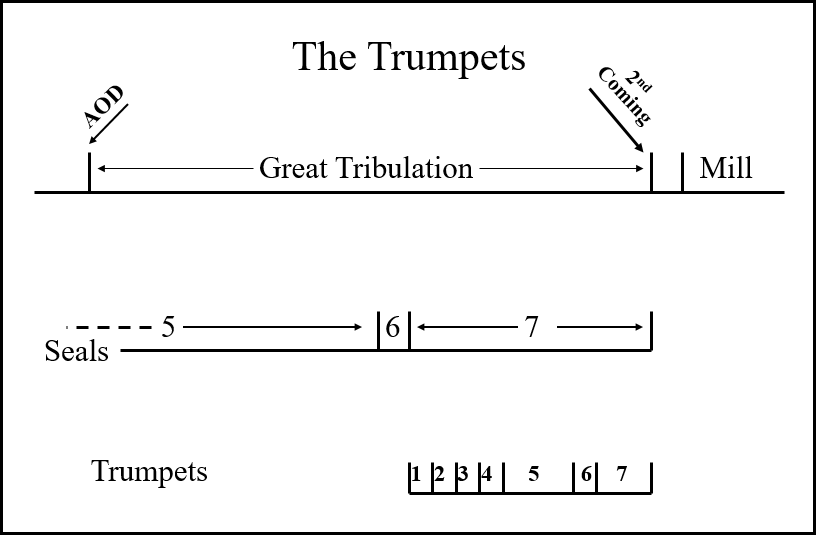 The Trumpets
AOD
2nd
Coming
Great Tribulation
Mill
5
6
7
Seals
Trumpets
1 2 3 4 5 6 7